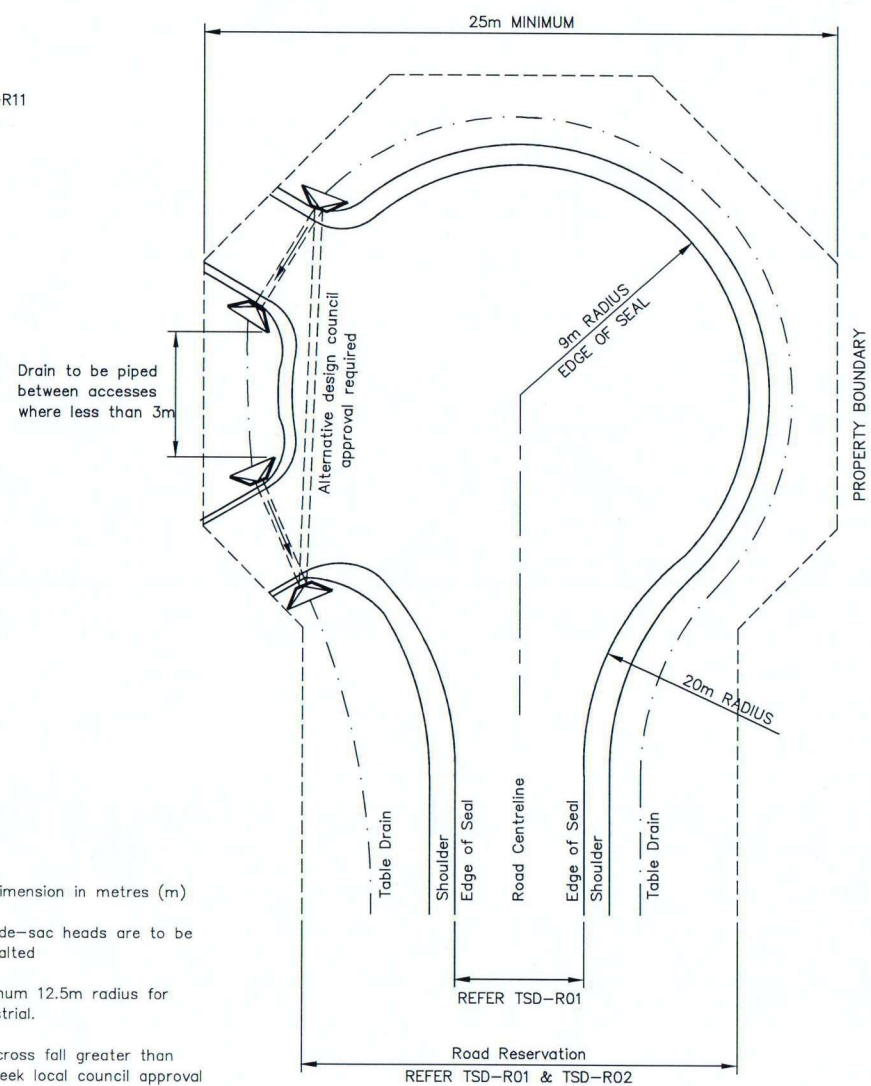 25m MINIMUM
-R11
9m RADIUS
EDGE OF SEAL
Alternative design council
approval required
Drain to be piped
between accesses
where less than 3m
PROPERTY BOUNDARY
20m RADIUS
Table Drain
Shoulder
Edge of Seal
Road Centreline
Edge of Seal
Shoulder
Table Drain
imension in metres (m)
de-sac heads are to be
alted
num 12.5m radius for
strial.
cross fall greater than
eek local council approval
REFER TSD-R01
Road Reservation
REFER TSD-R01 & TSD-R02